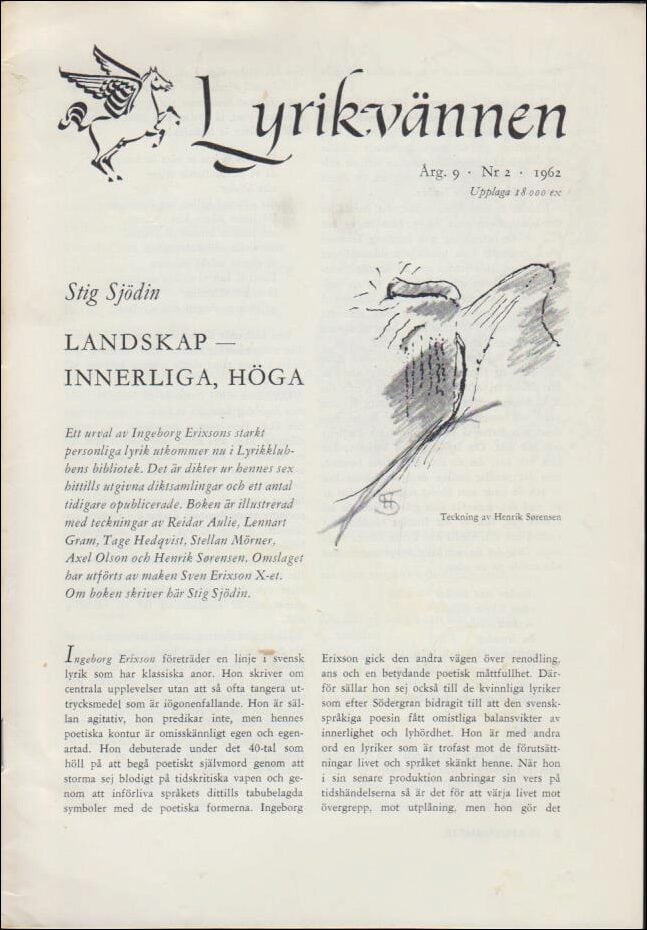 Lyrikvännen
Årg. 9 · Nr 2 · 1962
Upplaga 18 000 ex
Stig Sjödin
LANDSKAP —
INNERLIGA, HÖGA
Ett urval av Ingeborg Erixsons starkt
personliga lyrik utkommer nu i Lyrikklub-
bens bibliotek. Det är dikter ur hennes sex
hittills utgivna diktsamlingar och ett antal
tidigare opublicerade. Boken är illustrerad
med teckningar av Reidar Aulie, Lennart
Gram, Tage Hedqvist, Stellan Mörner,
Axel Olson och Henrik Sørensen. Omslaget
har utförts av maken Sven Erixson X-et.
Om boken skriver här Stig Sjödin.
Teckning av Henrik Sørensen
Ingeborg Erixson företräder en linje i svensk
lyrik som har klassiska anor. Hon skriver om
centrala upplevelser utan att så ofta tangera ut-
trycksmedel som är iögonenfallande. Hon är säl-
lan agitativ, hon predikar inte, men hennes
poetiska kontur är omisskännligt egen och egen-
artad. Hon debuterade under det 40-tal som
höll på att begå poetiskt självmord genom att
storma sej blodigt på tidskritiska vapen och ge-
nom att införliva språkets dittills tabubelagda
symboler med de poetiska formerna. Ingeborg
Erixson gick den andra vägen över renodling,
ans och en betydande poetisk måttfullhet. Där-
för sällar hon sej också till de kvinnliga lyriker
som efter Södergran bidragit till att den svensk-
språkiga poesin fått omistliga balansvikter av
innerlighet och lyhördhet. Hon är med andra
ord en lyriker som är trofast mot de förutsätt-
ningar livet och språket skänkt henne. När hon
i sin senare produktion anbringar sin vers på
tidshändelserna så är det för att värja livet mot
övergrepp, mot utplåning, men hon gör det